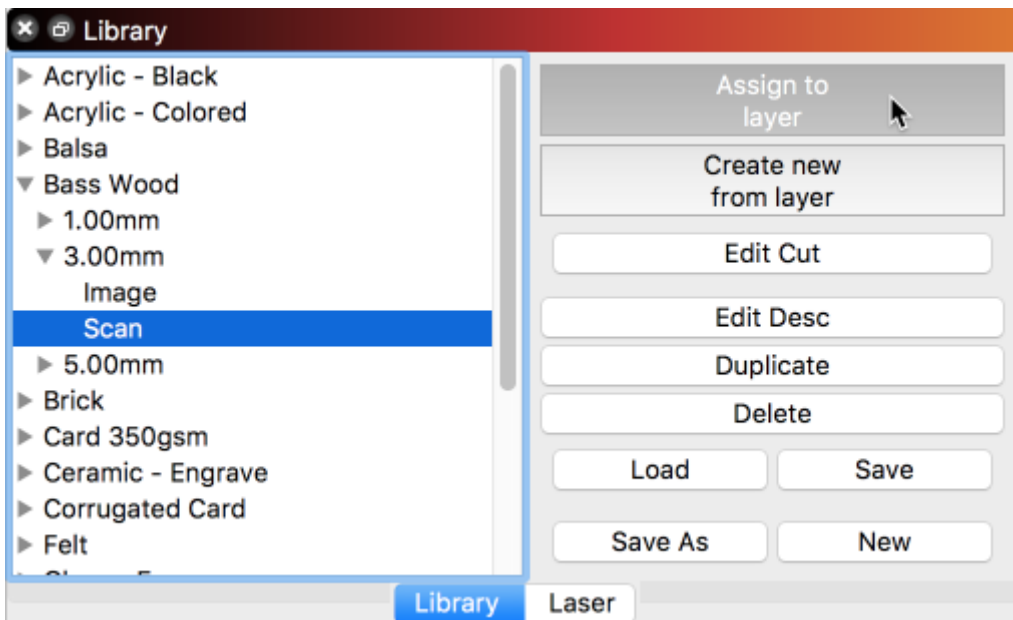 Library
Acrylic - Black
Acrylic - Colored
Balsa
Bass Wood
1.00mm
3.00mm
Image
Scan
5.00mm
Brick
Card 350gsm
Ceramic - Engrave
Corrugated Card
Felt
Assign to
layer
Create new
from layer
Edit Cut
Edit Desc
Duplicate
Delete
Load
Save
Save As
New
Library
Laser